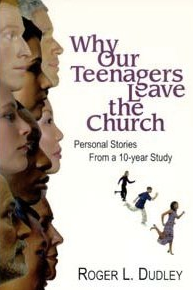 Why
Our
Teenagers
Leave
the
Church
Personal Stories
From a 10-year Study
ROGER L. DUDLEY